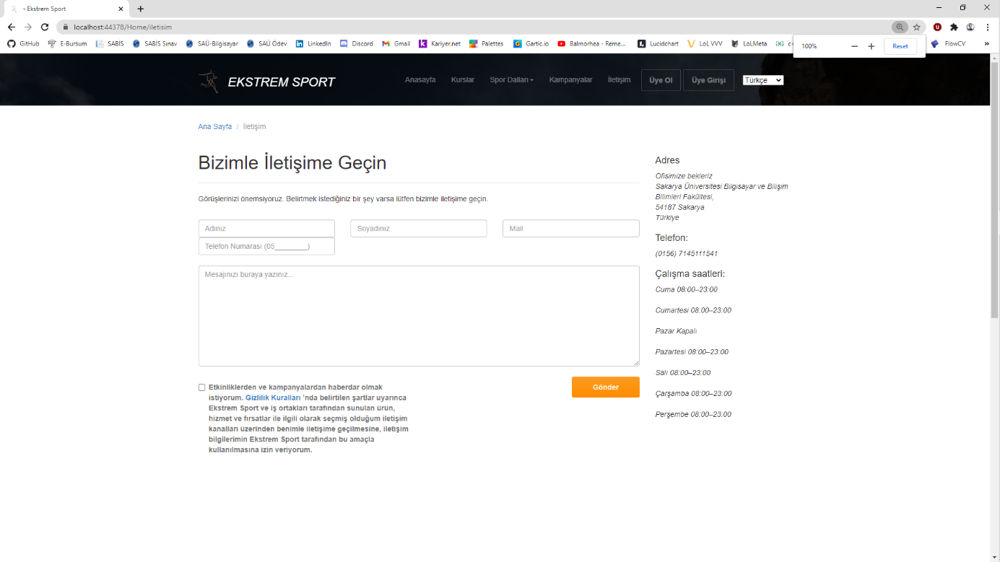 - Ekstrem Sport
localhost:44378/Home/iletisim
GitHub E-Bursum SABİS SABİS Sınav SAÜ-Bilgisayar SAÜ Ödev LinkedIn Discord Gmail Kariyer.net Palettes Gartic.io Balmorhea - Reme... Lucidchart LoL VVV LoLMeta FlowCV
100% Reset
EKSTREM SPORT Anasayfa Kurslar Spor Dalları Kampanyalar İletişim Üye Ol Üye Girişi Türkçe
Ana Sayfa / İletişim
Bizimle İletişime Geçin
Görüşlerinizi önemsiyoruz. Belirtmek istediğiniz bir şey varsa lütfen bizimle iletişime geçin.
Adınız Soyadınız Mail
Telefon Numarası (05_________)
Mesajınızı buraya yazınız...
Etkinliklerden ve kampanyalardan haberdar olmak
istiyorum. Gizlilik Kuralları 'nda belirtilen şartlar uyarınca
Ekstrem Sport ve iş ortakları tarafından sunulan ürün,
hizmet ve fırsatlar ile ilgili olarak seçmiş olduğum iletişim
kanalları üzerinden benimle iletişime geçilmesine, iletişim
bilgilerimin Ekstrem Sport tarafından bu amaçla
kullanılmasına izin veriyorum.
Gönder
Adres
Ofisimize bekleriz
Sakarya Üniversitesi Bilgisayar ve Bilişim
Bilimleri Fakültesi,
54187 Sakarya
Türkiye
Telefon:
(0156) 7145111541
Çalışma saatleri:
Cuma 08:00–23:00
Cumartesi 08:00–23:00
Pazar Kapalı
Pazartesi 08:00–23:00
Salı 08:00–23:00
Çarşamba 08:00–23:00
Perşembe 08:00–23:00